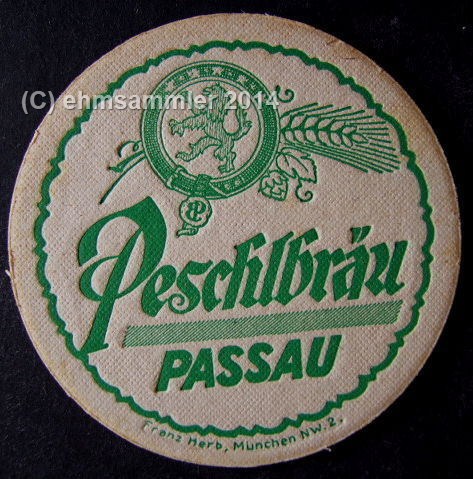 (C) ehmsammler 2014
Peschlbräu
PASSAU
Franz Herb, München NW. 2.